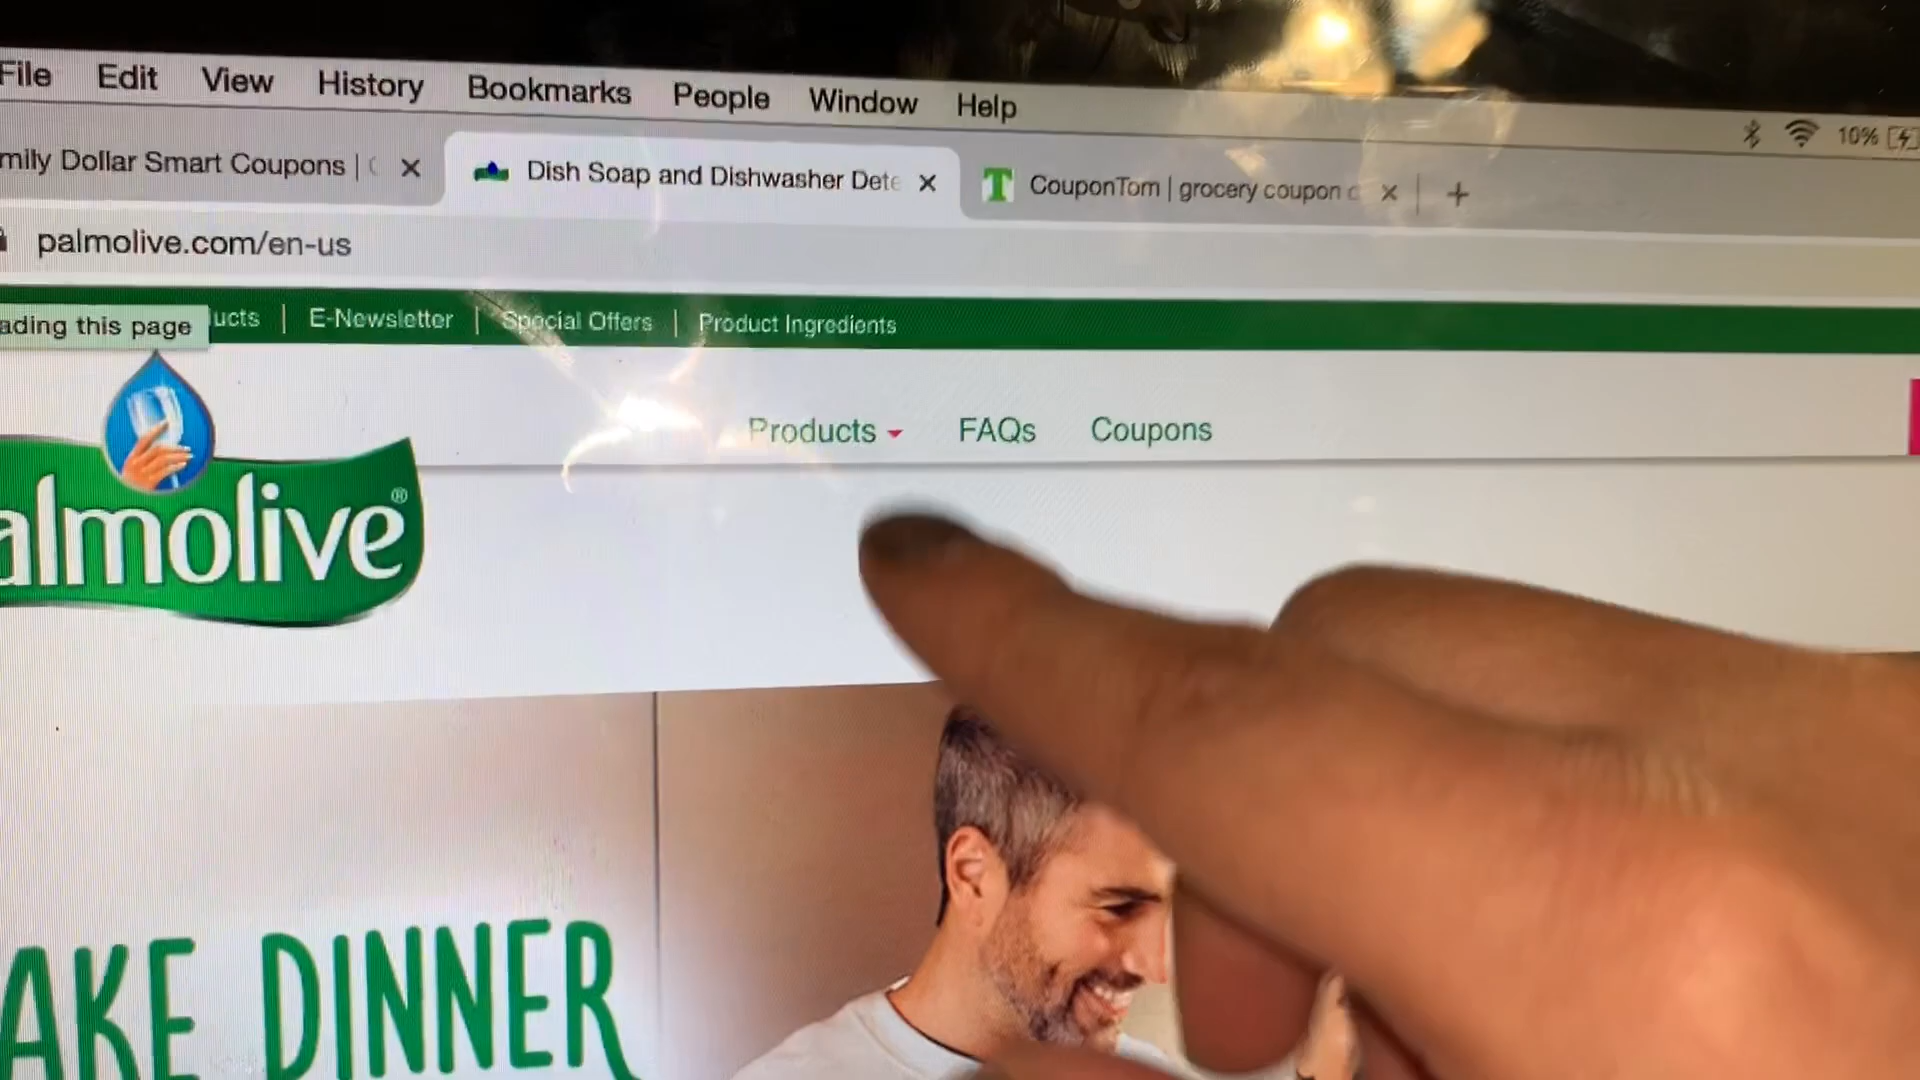 File Edit View History Bookmarks People Window Help
10%
mily Dollar Smart Coupons | Dish Soap and Dishwasher Dete CouponTom | grocery coupon
palmolive.com/en-us
ading this page ucts | E-Newsletter | Special Offers | Product Ingredients
Products FAQs Coupons
almolive®
AKE DINNER